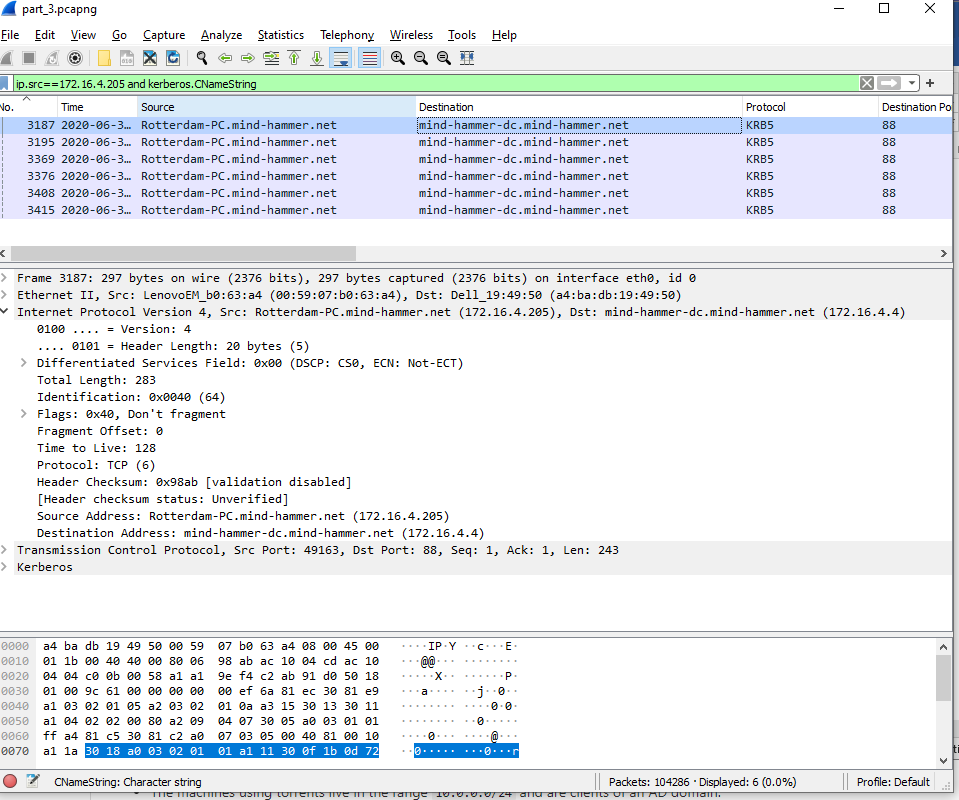 part_3.pcapng
File Edit View Go Capture Analyze Statistics Telephony Wireless Tools Help
ip.src==172.16.4.205 and kerberos.CNameString
No. Time Source Destination Protocol Destination Po
3187 2020-06-3… Rotterdam-PC.mind-hammer.net mind-hammer-dc.mind-hammer.net KRB5 88
3195 2020-06-3… Rotterdam-PC.mind-hammer.net mind-hammer-dc.mind-hammer.net KRB5 88
3369 2020-06-3… Rotterdam-PC.mind-hammer.net mind-hammer-dc.mind-hammer.net KRB5 88
3376 2020-06-3… Rotterdam-PC.mind-hammer.net mind-hammer-dc.mind-hammer.net KRB5 88
3408 2020-06-3… Rotterdam-PC.mind-hammer.net mind-hammer-dc.mind-hammer.net KRB5 88
3415 2020-06-3… Rotterdam-PC.mind-hammer.net mind-hammer-dc.mind-hammer.net KRB5 88
Frame 3187: 297 bytes on wire (2376 bits), 297 bytes captured (2376 bits) on interface eth0, id 0
Ethernet II, Src: LenovoEM_b0:63:a4 (00:59:07:b0:63:a4), Dst: Dell_19:49:50 (a4:ba:db:19:49:50)
Internet Protocol Version 4, Src: Rotterdam-PC.mind-hammer.net (172.16.4.205), Dst: mind-hammer-dc.mind-hammer.net (172.16.4.4)
0100 .... = Version: 4
.... 0101 = Header Length: 20 bytes (5)
Differentiated Services Field: 0x00 (DSCP: CS0, ECN: Not-ECT)
Total Length: 283
Identification: 0x0040 (64)
Flags: 0x40, Don't fragment
Fragment Offset: 0
Time to Live: 128
Protocol: TCP (6)
Header Checksum: 0x98ab [validation disabled]
[Header checksum status: Unverified]
Source Address: Rotterdam-PC.mind-hammer.net (172.16.4.205)
Destination Address: mind-hammer-dc.mind-hammer.net (172.16.4.4)
Transmission Control Protocol, Src Port: 49163, Dst Port: 88, Seq: 1, Ack: 1, Len: 243
Kerberos
0000 a4 ba db 19 49 50 00 59 07 b0 63 a4 08 00 45 00 ····IP·Y ··c···E·
0010 01 1b 00 40 40 00 80 06 98 ab ac 10 04 cd ac 10 ···@@··· ········
0020 04 04 c0 0b 00 58 a1 a1 9e f4 c2 ab 91 d0 50 18 ·····X·· ······P·
0030 01 00 9c 61 00 00 00 00 00 ef 6a 81 ec 30 81 e9 ···a···· ··j··0··
0040 a1 03 02 01 05 a2 03 02 01 0a a3 15 30 13 30 11 ········ ····0·0·
0050 a1 04 02 02 00 80 a2 09 04 07 30 05 a0 03 01 01 ········ ··0·····
0060 ff a4 81 c5 30 81 c2 a0 07 03 05 00 40 81 00 10 ····0··· ····@···
0070 a1 1a 30 18 a0 03 02 01 01 a1 11 30 0f 1b 0d 72 ··0····· ···0···r
CNameString: Character string
Packets: 104286 · Displayed: 6 (0.0%)
Profile: Default
The machines using torrents live in the range 10.0.0.0/24 and are clients of an AD domain.